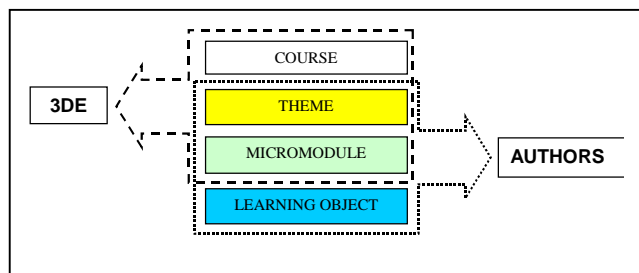 COURSE
3DE
THEME
MICROMODULE
AUTHORS
LEARNING OBJECT